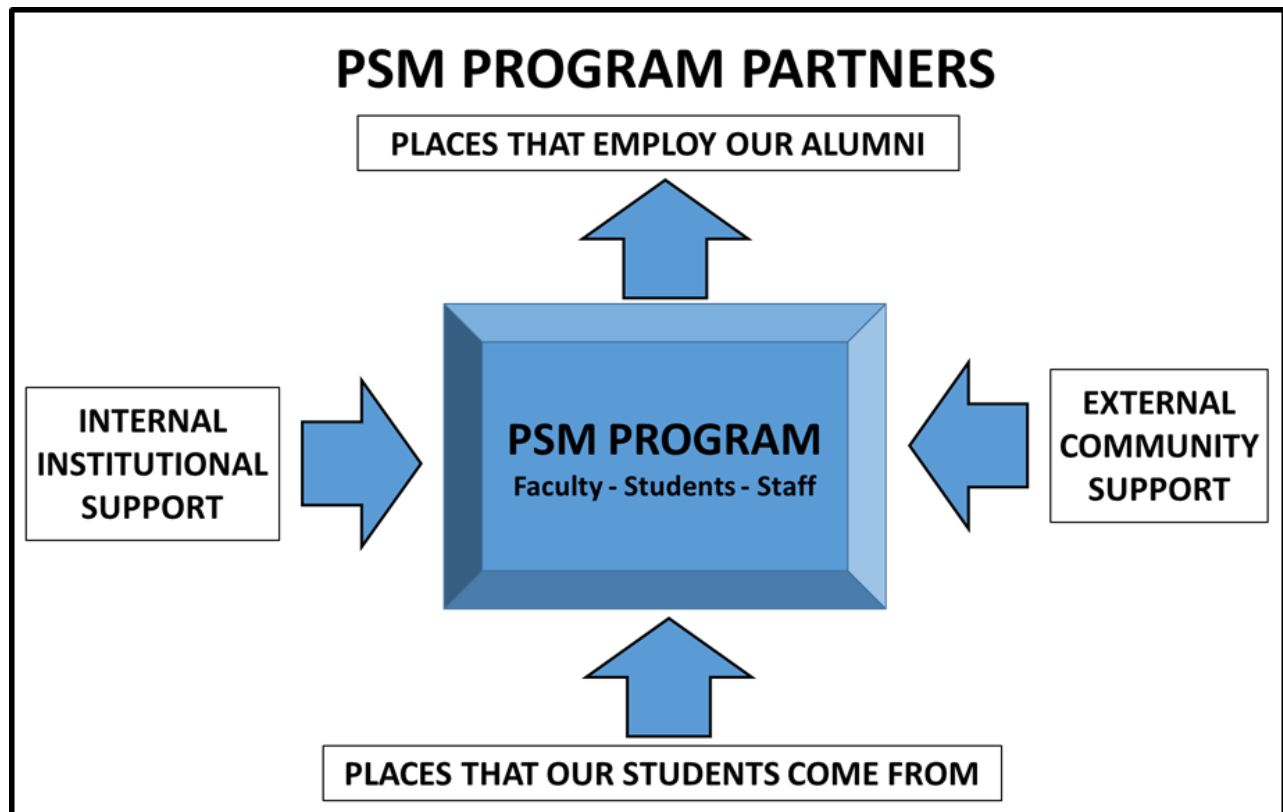 PSM PROGRAM PARTNERS
PLACES THAT EMPLOY OUR ALUMNI
INTERNAL
INSTITUTIONAL
SUPPORT
PSM PROGRAM
Faculty - Students - Staff
EXTERNAL
COMMUNITY
SUPPORT
PLACES THAT OUR STUDENTS COME FROM